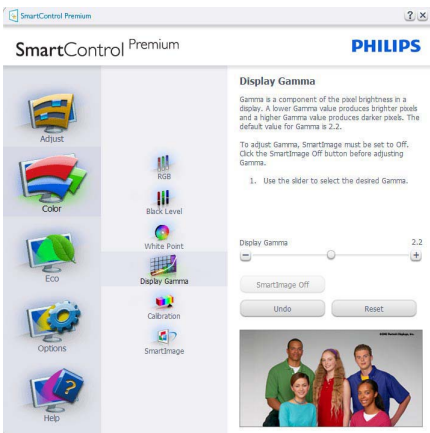 SmartControl Premium
SmartControl Premium
PHILIPS
Adjust
Color
Eco
Options
Help
RGB
Black Level
White Point
Display Gamma
Calibration
SmartImage
Display Gamma
Gamma is a component of the pixel brightness in a
display. A lower Gamma value produces brighter pixels
and a higher Gamma value produces darker pixels. The
default value for Gamma is 2.2.
To adjust Gamma, SmartImage must be set to Off.
Click the SmartImage Off button before adjusting
Gamma.
1. Use the slider to select the desired Gamma.
Display Gamma 2.2
SmartImage Off
Undo Reset